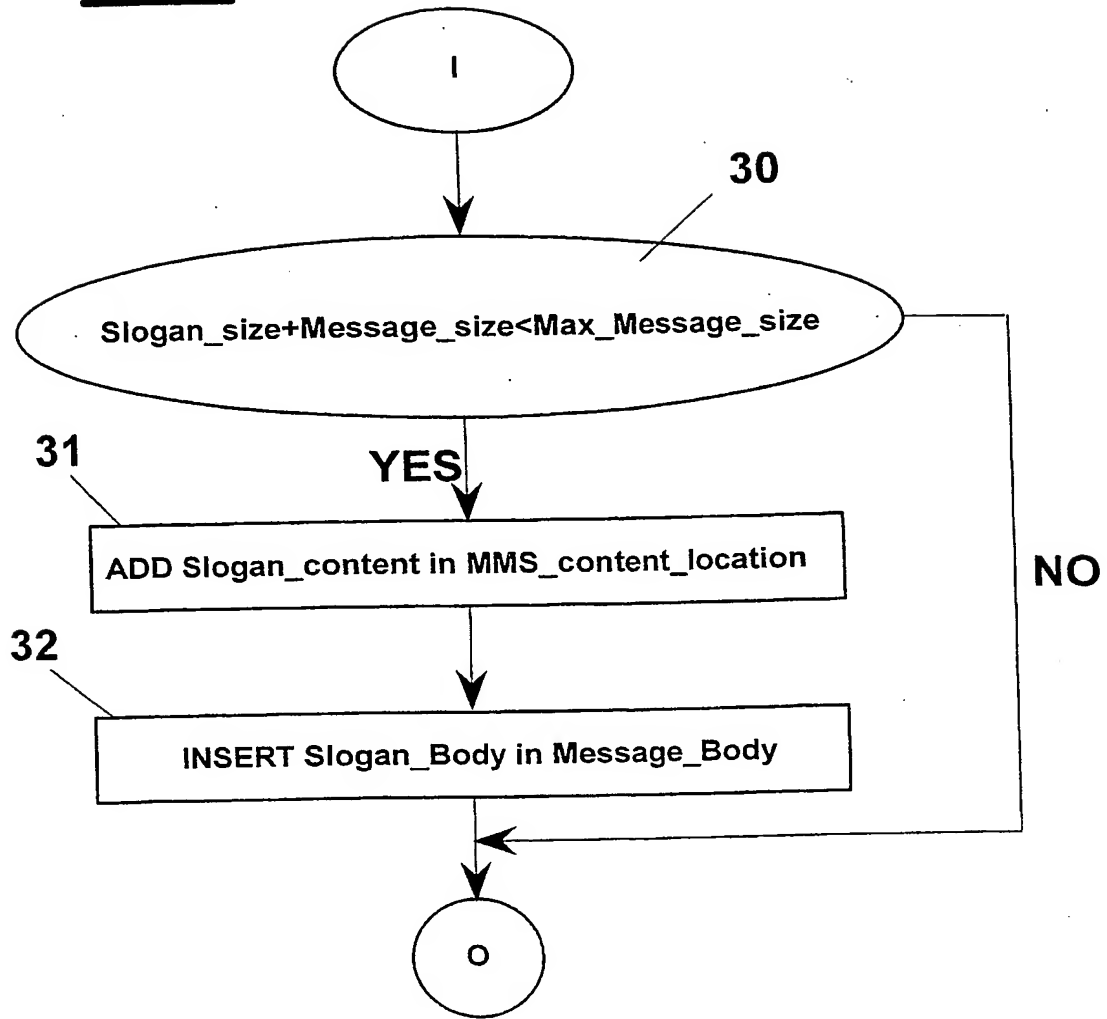 I
30
Slogan_size+Message_size<Max_Message_size
31
YES
ADD Slogan_content in MMS_content_location
NO
32
INSERT Slogan_Body in Message_Body
O